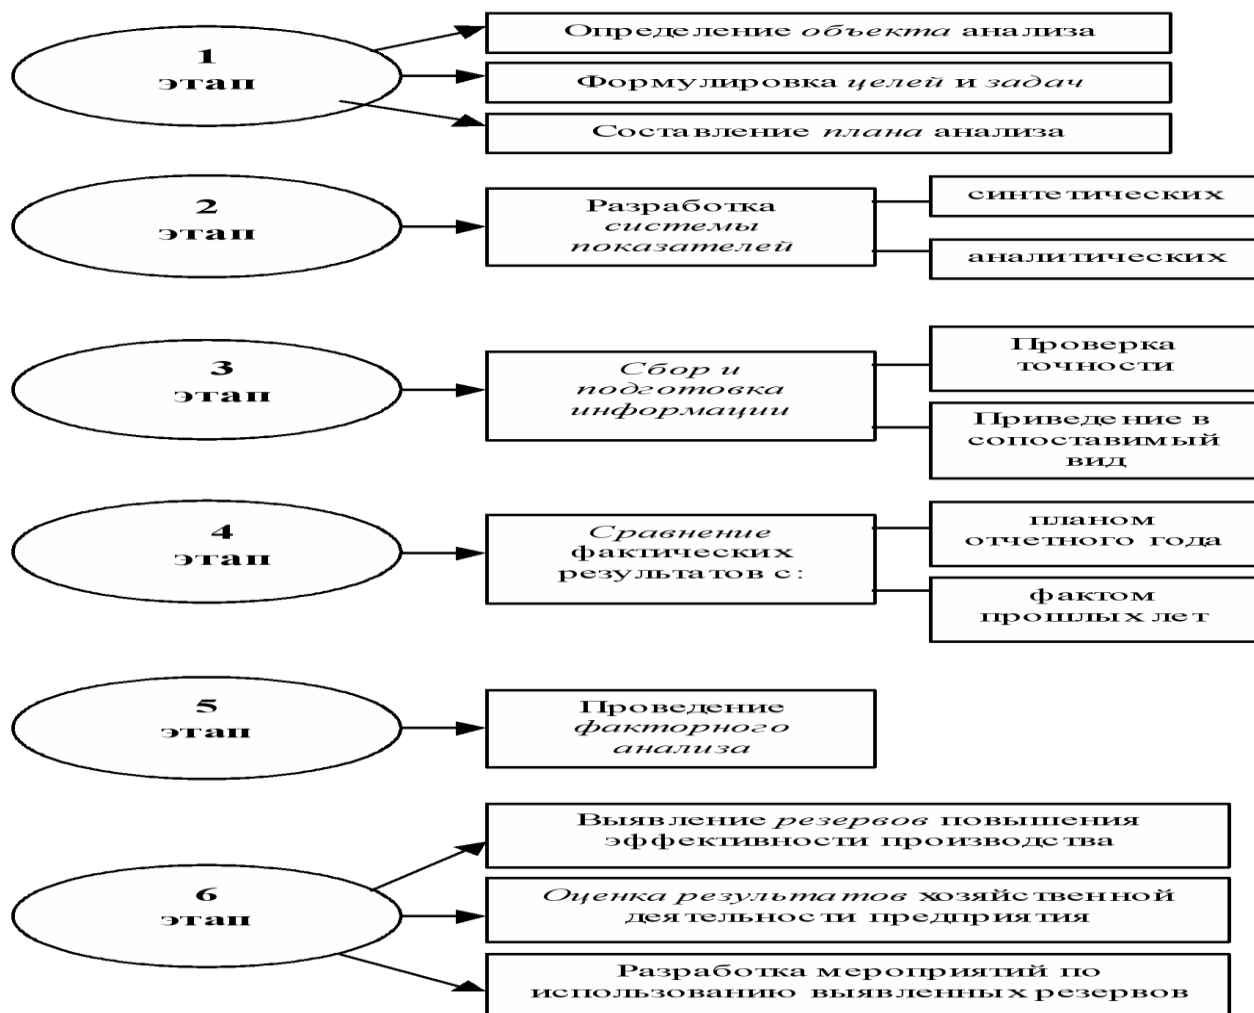 1
этап
Определение объекта анализа
Формулировка целей и задач
Составление плана анализа
2
этап
Разработка
системы
показателей
синтетических
аналитических
3
этап
Сбор и
подготовка
информации
Проверка
точности
Приведение в
сопоставимый
вид
4
этап
Сравнение
фактических
результатов с:
планом
отчетного года
фактом
прошлых лет
5
этап
Проведение
факторного
анализа
6
этап
Выявление резервов повышения
эффективности производства
Оценка результатов хозяйственной
деятельности предприятия
Разработка мероприятий по
использованию выявленных резервов